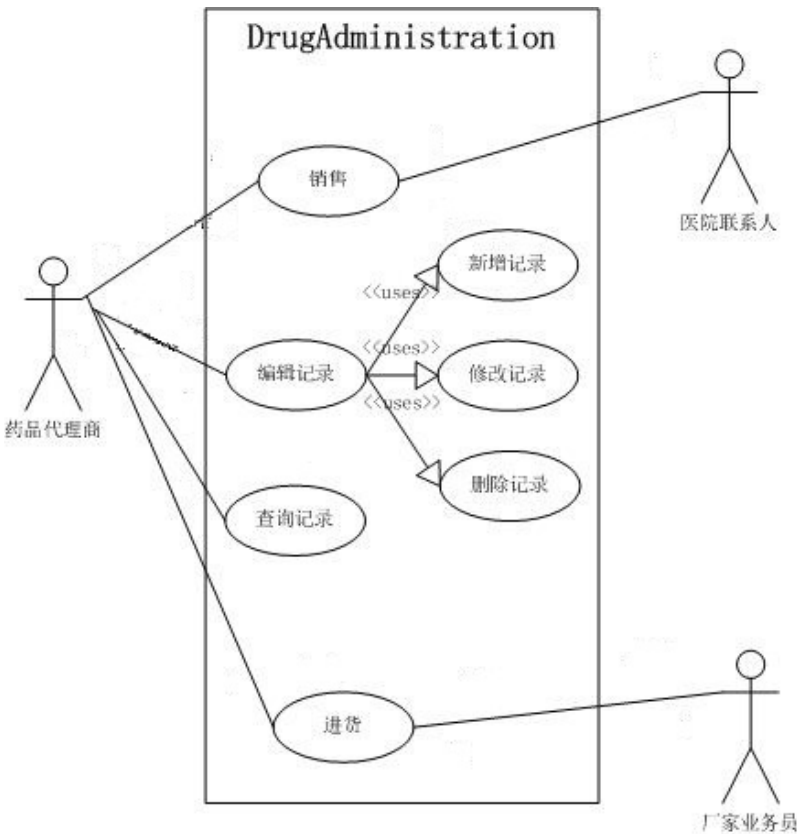 DrugAdministration
销售
医院联系人
新增记录
<<uses>>
<<uses>>
编辑记录
修改记录
<<uses>>
药品代理商
删除记录
查询记录
进货
厂家业务员